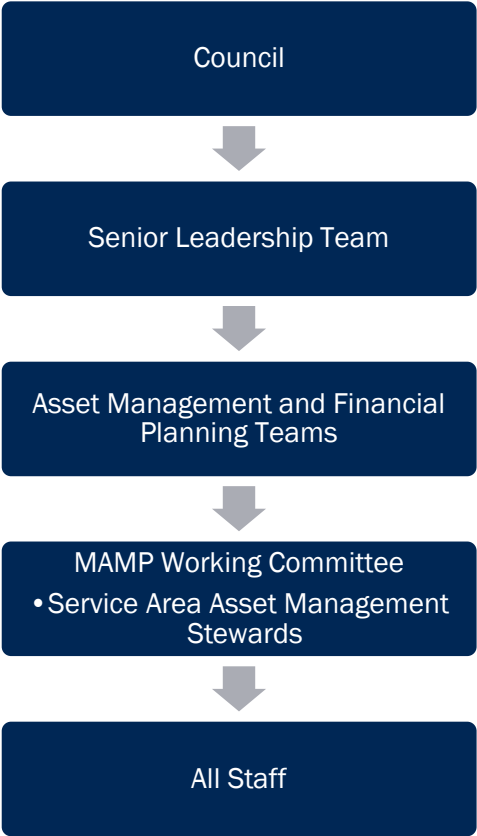 Council
Senior Leadership Team
Asset Management and Financial
Planning Teams
MAMP Working Committee
•Service Area Asset Management
Stewards
All Staff